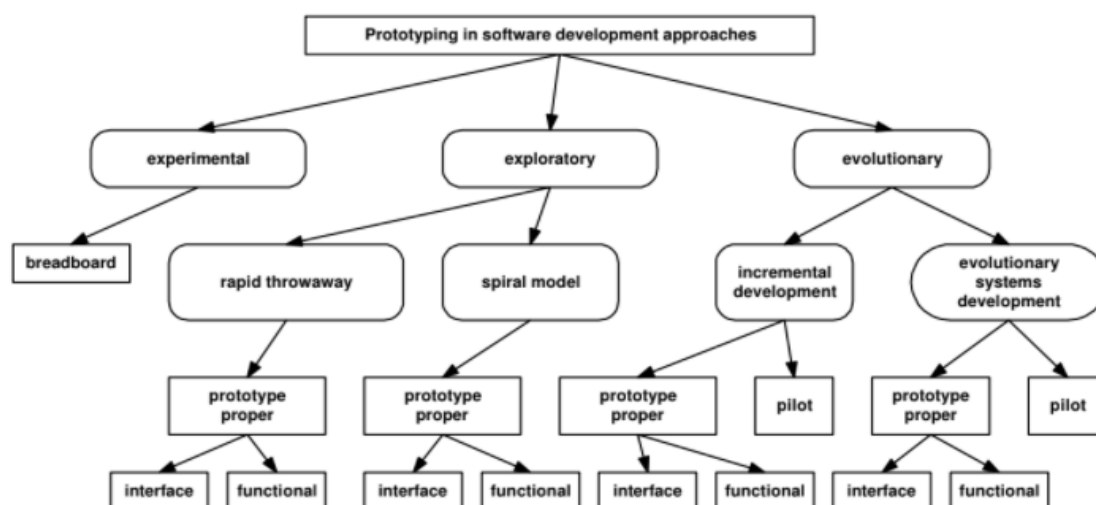 Prototyping in software development approaches
experimental
exploratory
evolutionary
breadboard
rapid throwaway
spiral model
incremental
development
evolutionary
systems
development
prototype
proper
prototype
proper
prototype
proper
pilot
prototype
proper
pilot
interface
functional
interface
functional
interface
functional
interface
functional